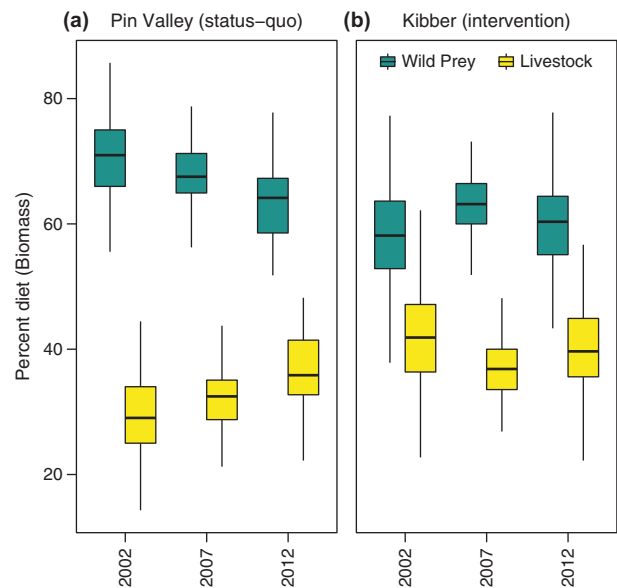 (a) Pin Valley (status−quo)
(b) Kibber (intervention)
Wild Prey Livestock
Percent diet (Biomass)
80
60
40
20
2002 2007 2012
2002 2007 2012